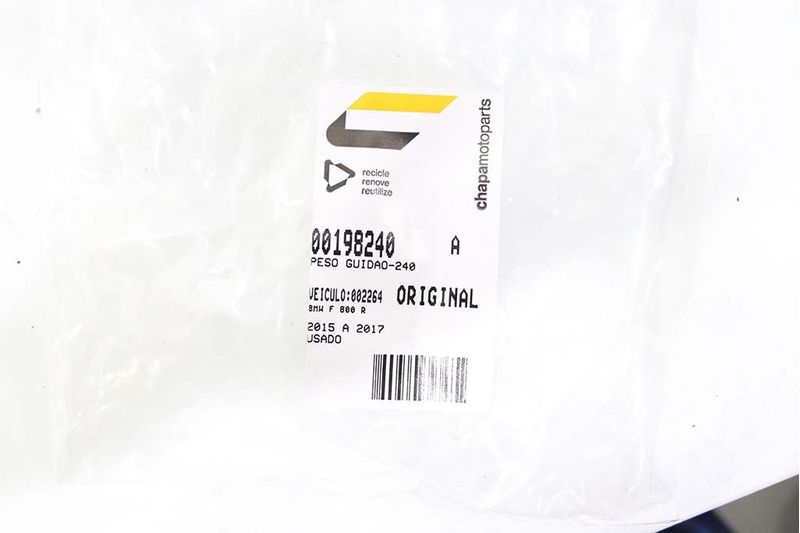 chapamotoparts
recicle
renove
reutilize
00198240 A
PESO GUIDAO-240
VEICULO:002264 ORIGINAL
BMW F 800 R
2015 A 2017
USADO